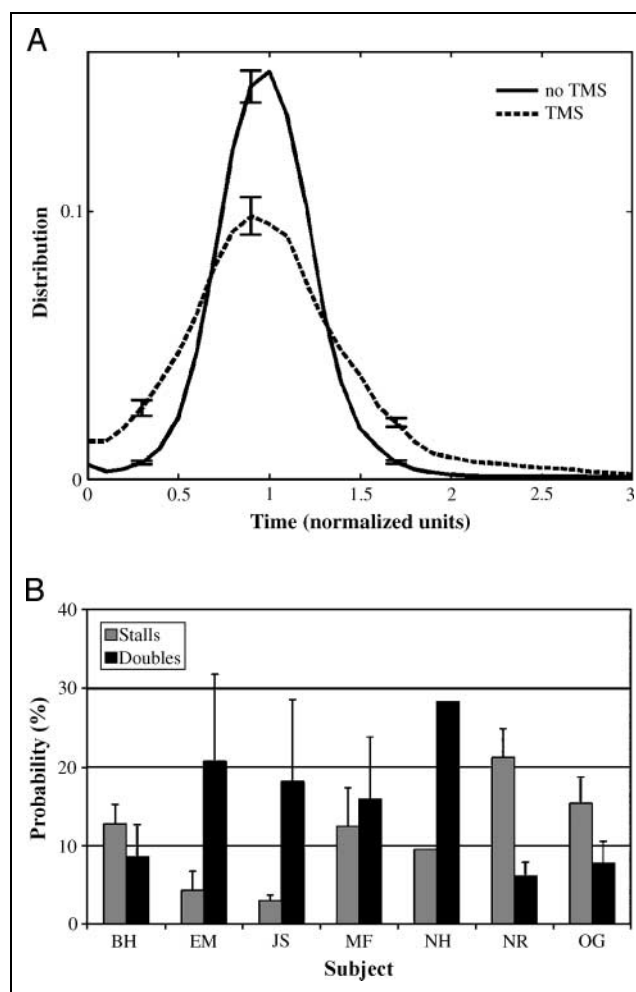 A
no TMS
TMS
Distribution
0.1
0
0 0.5 1 1.5 2 2.5 3
Time (normalized units)
B
Stalls
Doubles
Probability (%)
40
30
20
10
0
BH EM JS MF NH NR OG
Subject